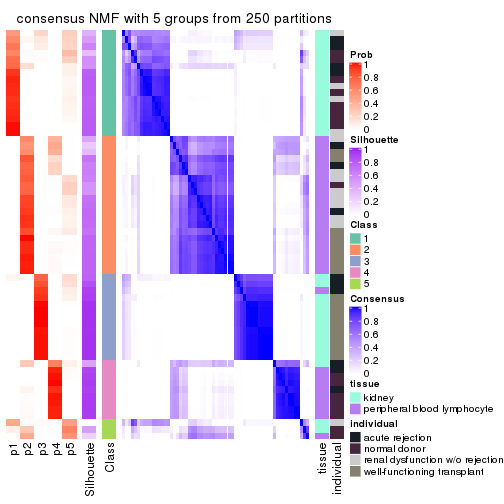 consensus NMF with 5 groups from 250 partitions
Prob
1
0.8
0.6
0.4
0.2
0
Silhouette
1
0.8
0.6
0.4
0.2
0
Class
1
2
3
4
5
Consensus
1
0.8
0.6
0.4
0.2
0
tissue
kidney
peripheral blood lymphocyte
individual
acute rejection
normal donor
renal dysfunction w/o rejection
well-functioning transplant
p1
p2
p3
p4
p5
Silhouette
Class
tissue
individual